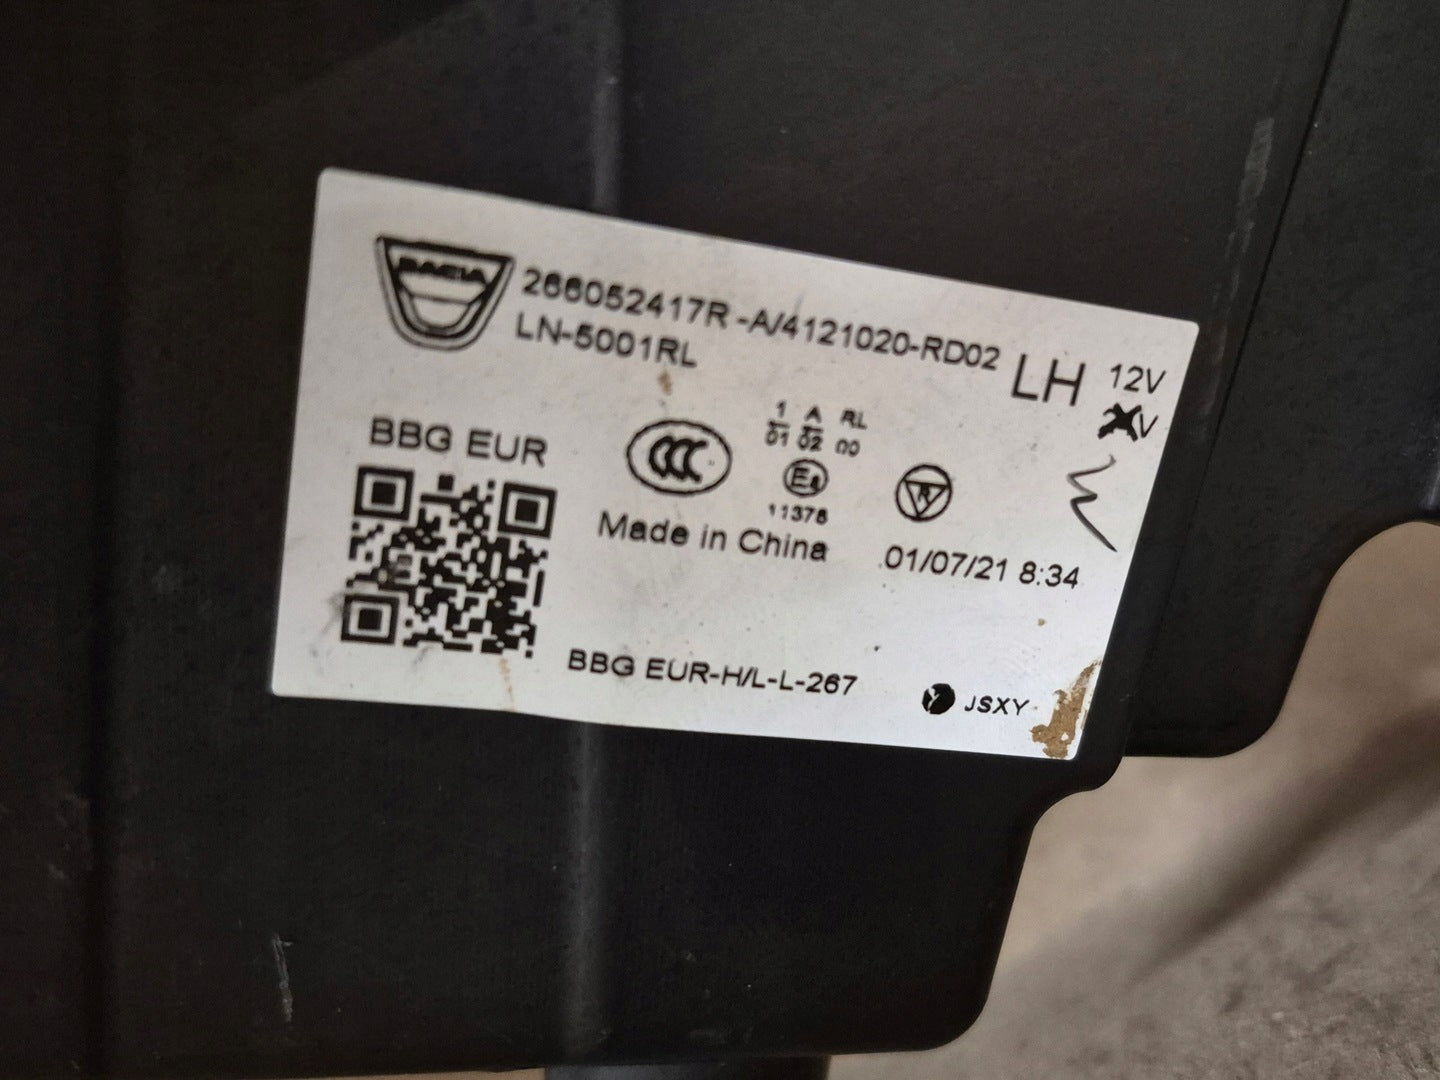 DACIA
266052417R-A/4121020-RD02
LN-5001RL
LH
12V
V
BBG EUR
CCC
1 A RL
01 02 00
E4
11378
R
Made in China
01/07/21 8:34
BBG EUR-H/L-L-267
JSXY